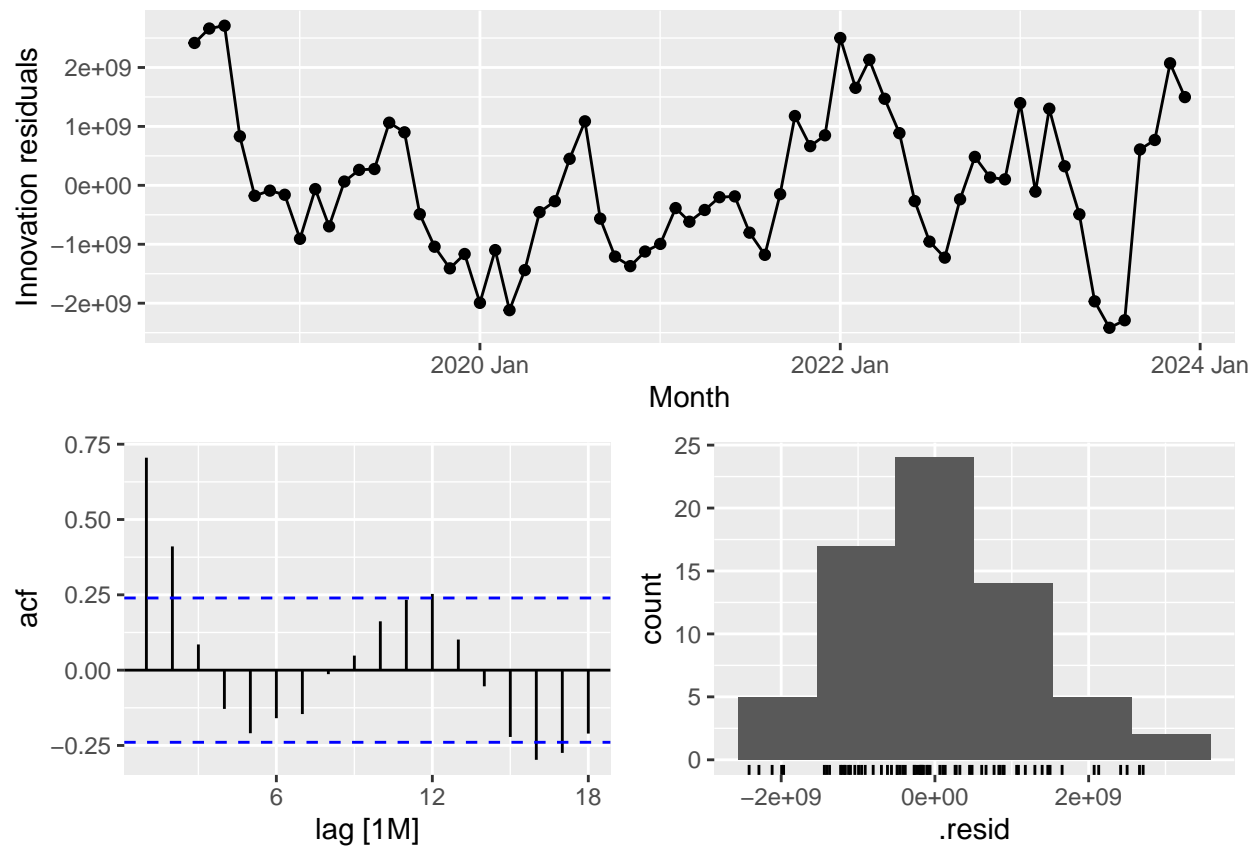 Innovation residuals
2e+09
1e+09
0e+00
−1e+09
−2e+09
2020 Jan
2022 Jan
2024 Jan
Month
acf
0.75
0.50
0.25
0.00
−0.25
6
12
18
lag [1M]
count
25
20
15
10
5
0
−2e+09
0e+00
2e+09
.resid